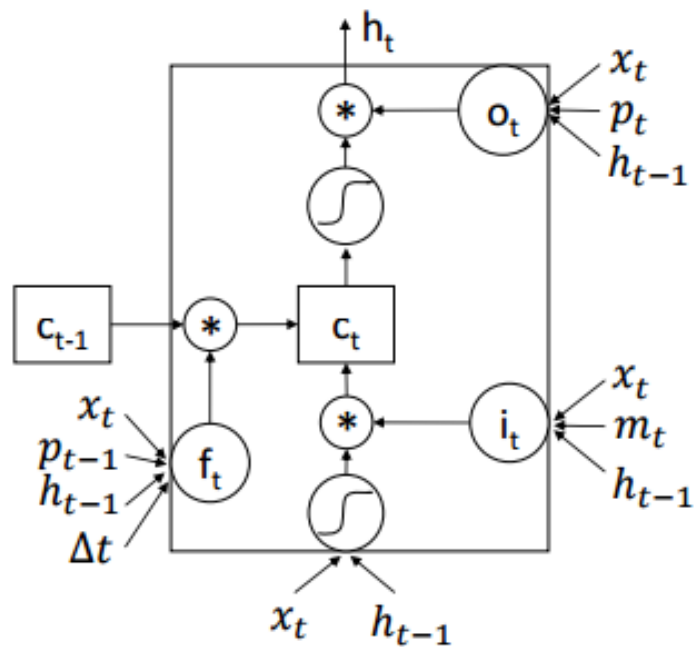 h_t
x_t
*
o_t
p_t
h_{t-1}
c_{t-1}
*
c_t
x_t
x_t
*
i_t
m_t
p_{t-1}
f_t
h_{t-1}
h_{t-1}
Δt
x_t
h_{t-1}